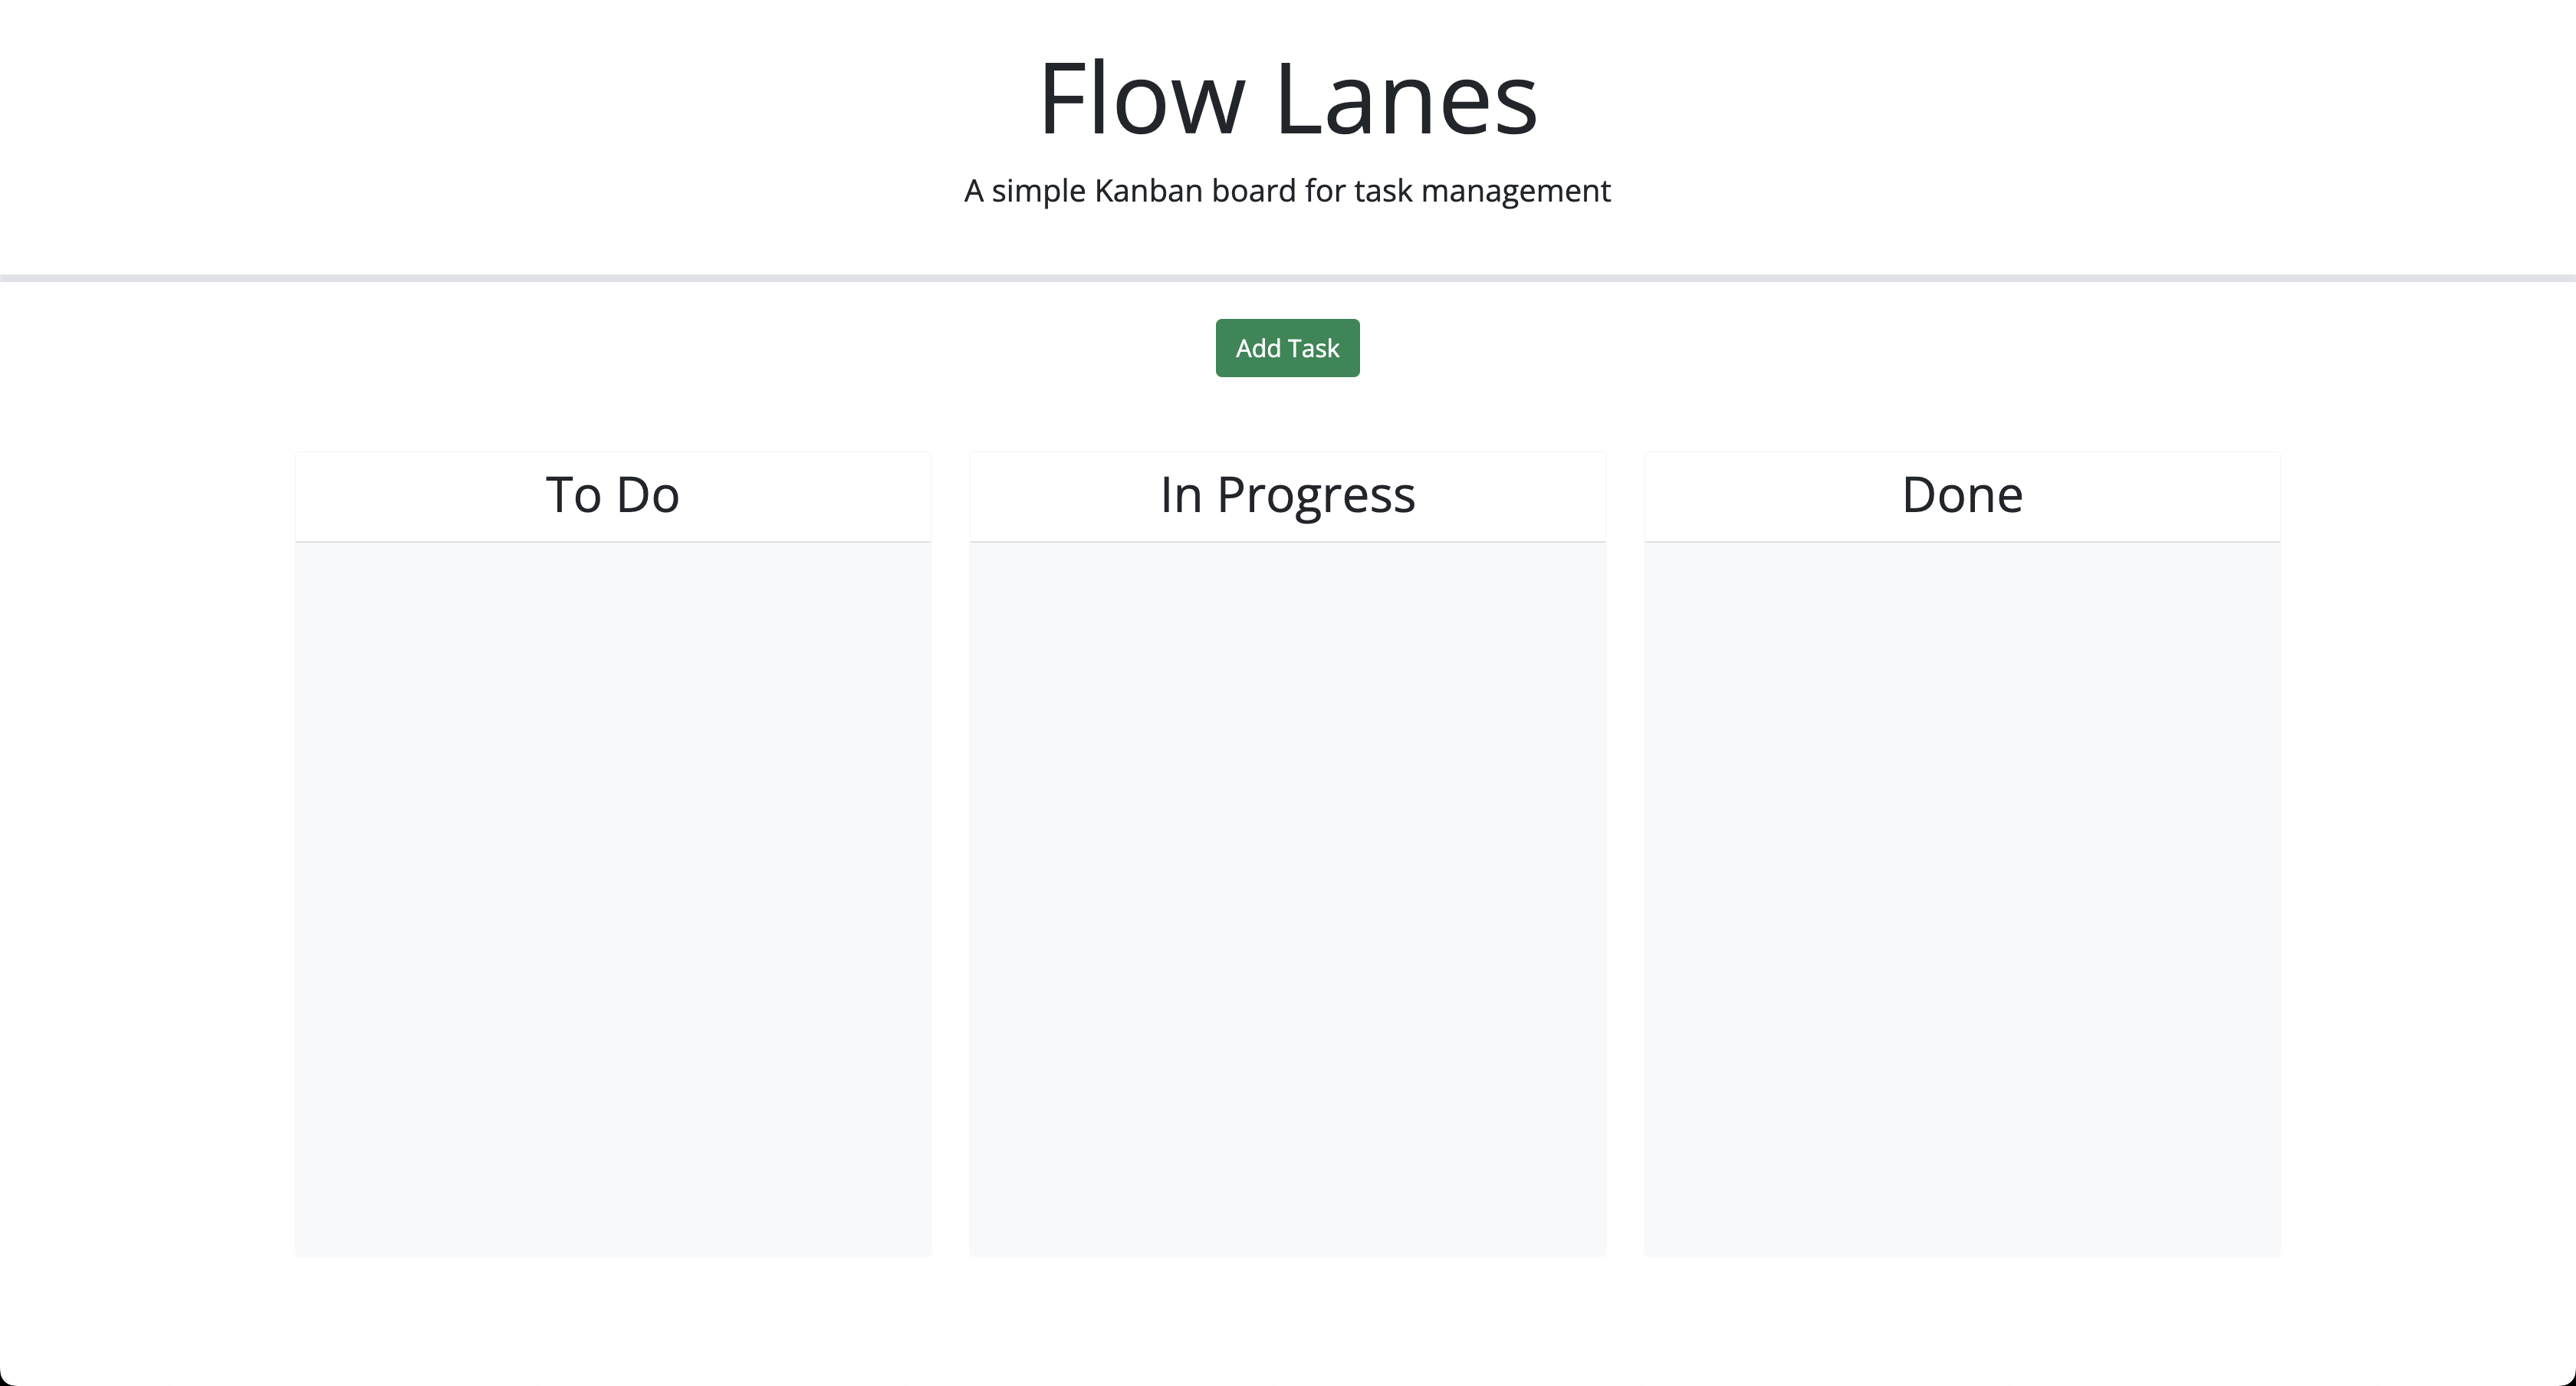 Flow Lanes
A simple Kanban board for task management
Add Task
To Do
In Progress
Done